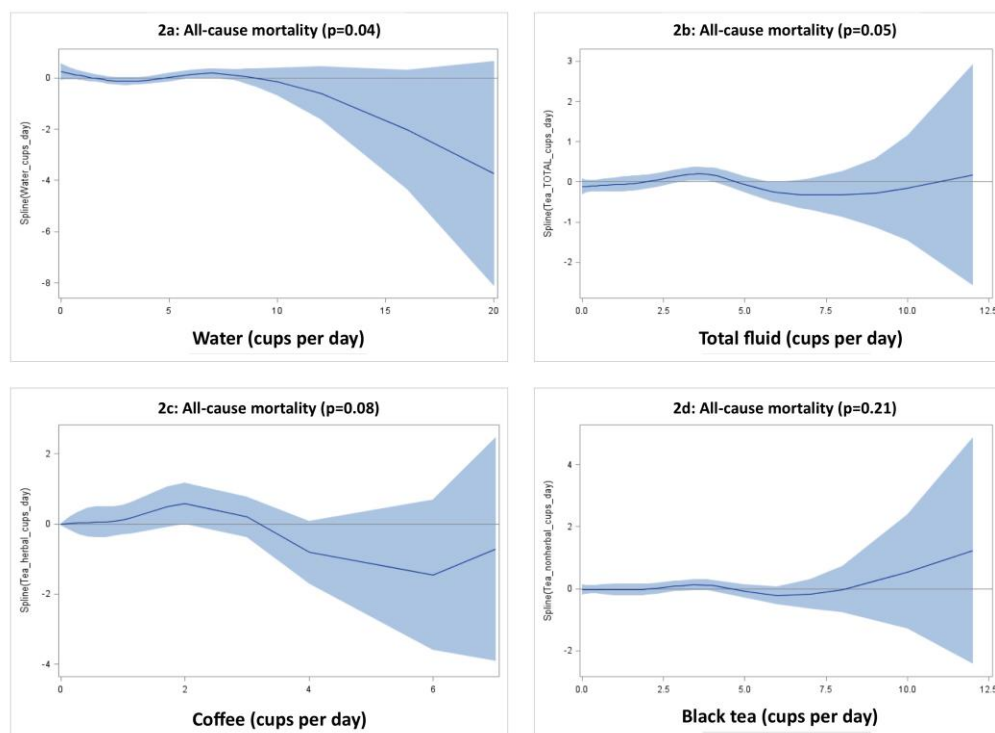 2a: All-cause mortality (p=0.04)
0
-2
-4
-6
-8
Spline(Water_cups_day)
0 5 10 15 20
Water (cups per day)
2b: All-cause mortality (p=0.05)
3
2
1
0
-1
-2
Spline(Tea_TOTAL_cups_day)
0.0 2.5 5.0 7.5 10.0 12.5
Total fluid (cups per day)
2c: All-cause mortality (p=0.08)
2
0
-2
-4
Spline(Tea_herbal_cups_day)
0 2 4 6
Coffee (cups per day)
2d: All-cause mortality (p=0.21)
4
2
0
-2
Spline(Tea_nonherbal_cups_day)
0.0 2.5 5.0 7.5 10.0 12.5
Black tea (cups per day)